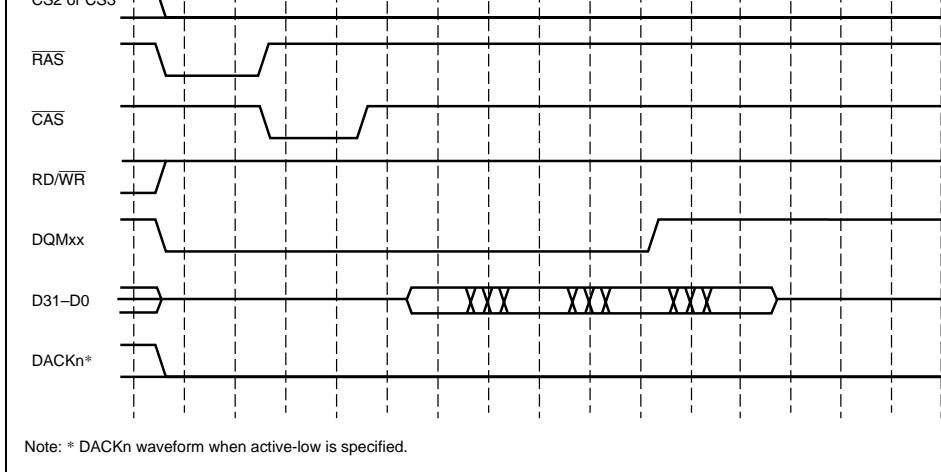 CS2 or CS3
RAS
CAS
RD/WR
DQMxx
D31–D0
DACKn*
Note: * DACKn waveform when active-low is specified.